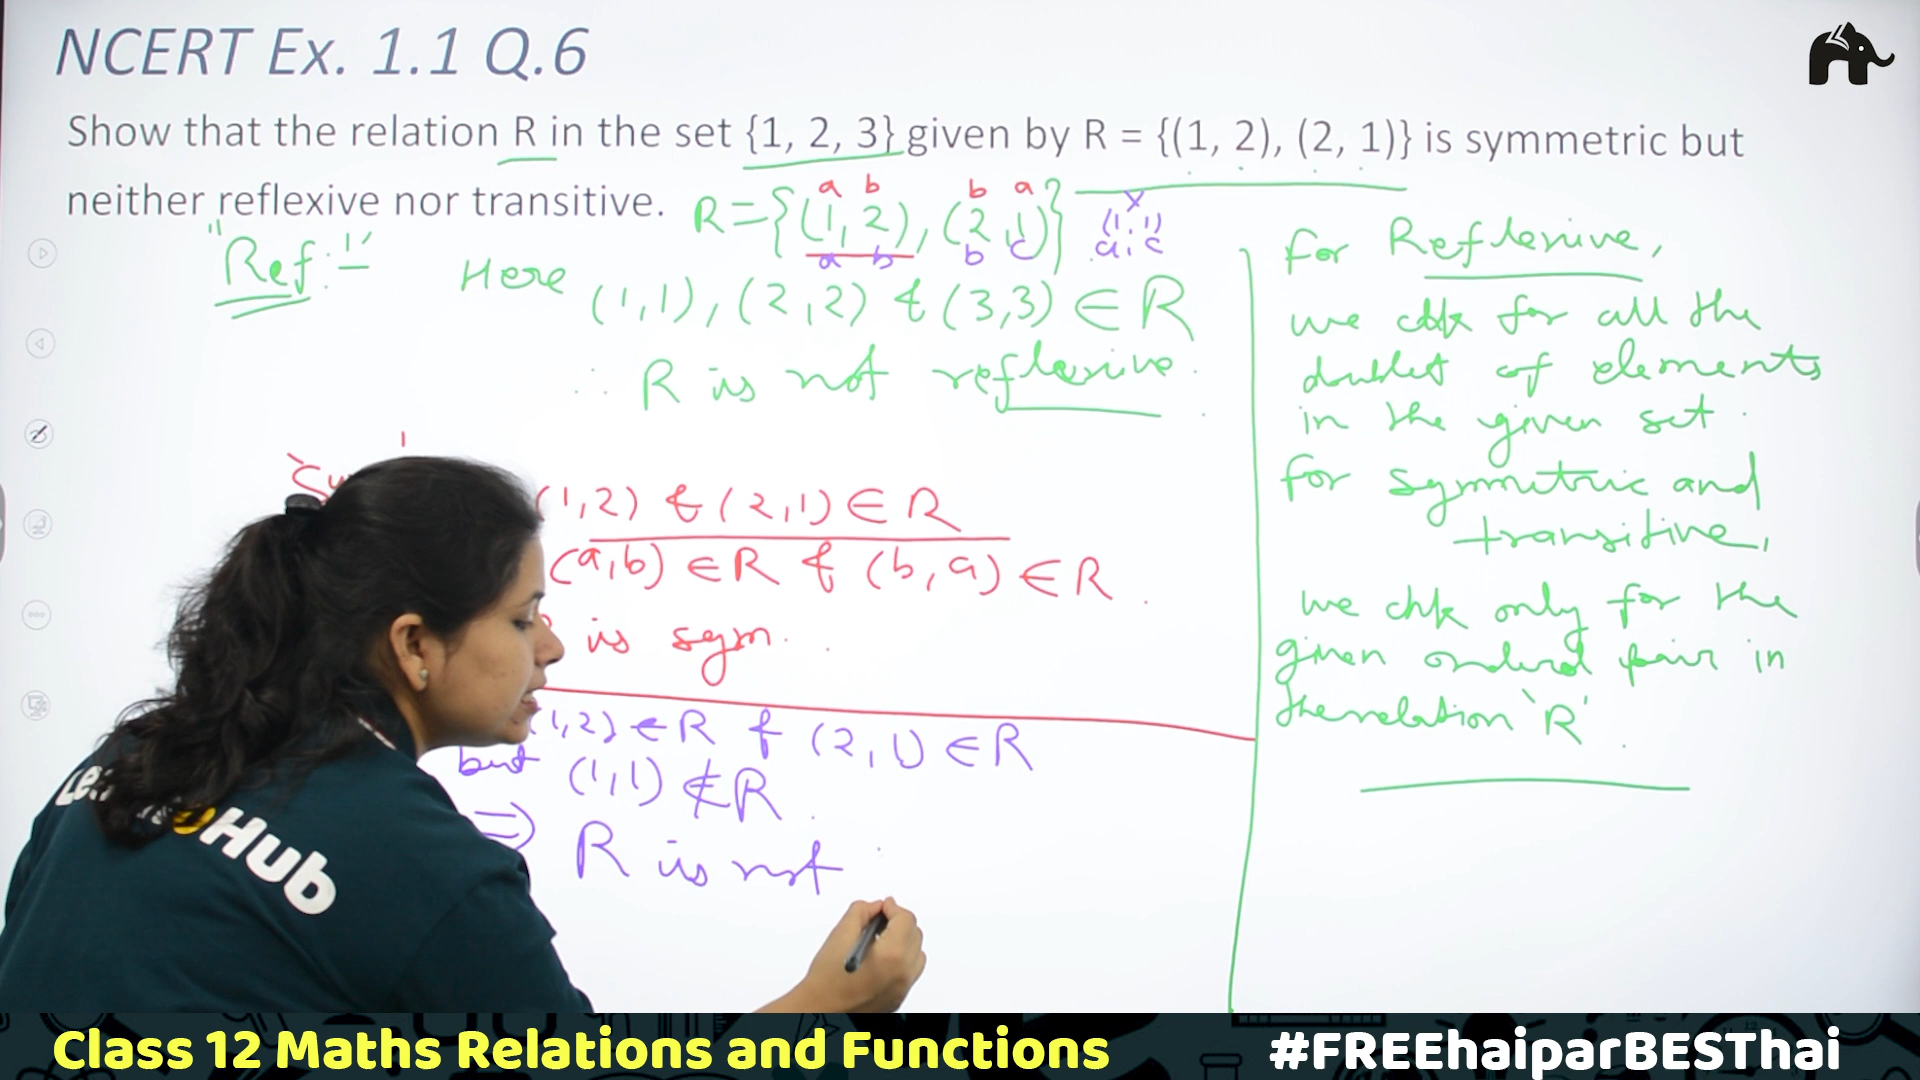 NCERT Ex. 1.1 Q.6
Show that the relation R in the set {1, 2, 3} given by R = {(1, 2), (2, 1)} is symmetric but
neither reflexive nor transitive.
a b b a
R = {(1, 2), (2, 1)}
a b b c
x
(1, 1)
a, c
"Ref:-"
Here (1,1), (2,2) & (3,3) ∈ R
∴ R is not reflexive.
(1,2) & (2,1) ∈ R
(a,b) ∈ R & (b,a) ∈ R
is sym.
(1,2) ∈ R & (2,1) ∈ R
but (1,1) ∉ R.
⇒ R is not
for Reflexive,
we chk for all the
doublet of elements
in the given set.
for symmetric and
transitive,
we chk only for the
given ordered pair in
the relation 'R'.
Hub
Class 12 Maths Relations and Functions
#FREEhaiparBESThai